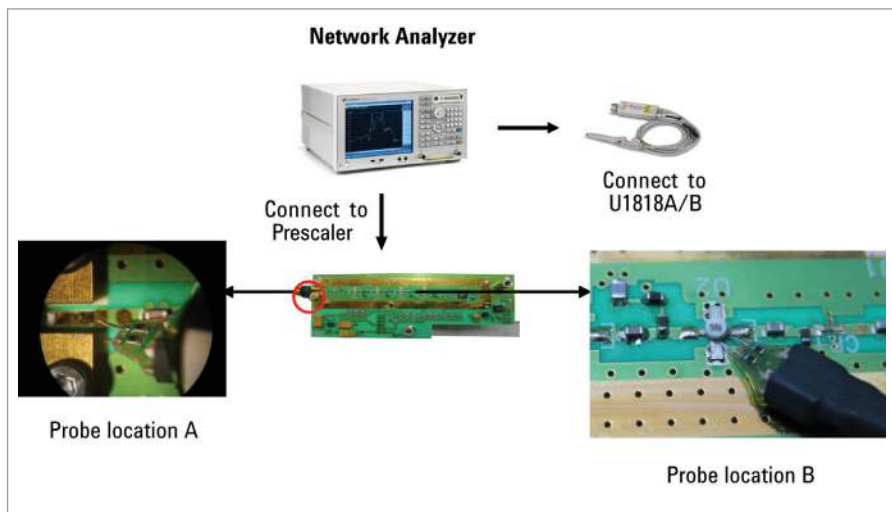 Network Analyzer
Connect to
U1818A/B
Connect to
Prescaler
Probe location A
Probe location B